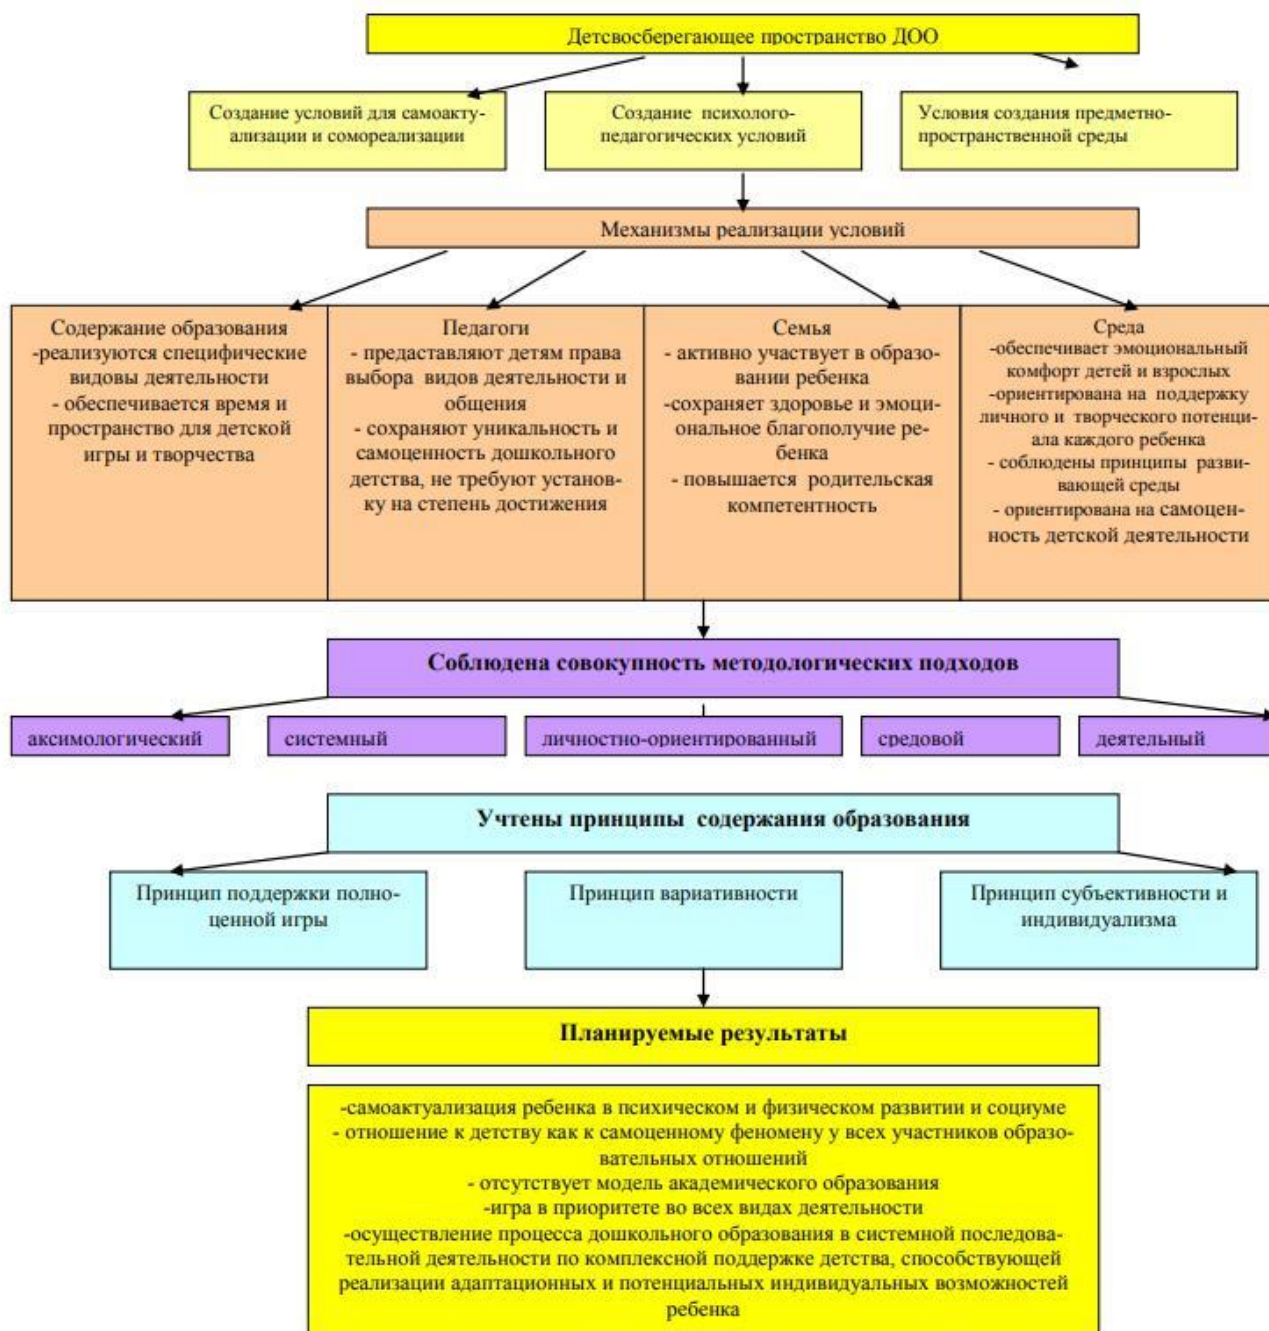 Детсвосберегающее пространство ДОО
Создание условий для самоакту-
ализации и сомореализации
Создание психолого-
педагогических условий
Условия создания предметно-
пространственной среды
Механизмы реализации условий
Содержание образования
-реализуются специфические
видовы деятельности
- обеспечивается время и
пространство для детской
игры и творчества
Педагоги
- предаставляют детям права
выбора видов деятельности и
общения
- сохраняют уникальность и
самоценность дошкольного
детства, не требуют установ-
ку на степень достижения
Семья
- активно участвует в образо-
вании ребенка
-сохраняет здоровье и эмоци-
ональное благополучие ре-
бенка
- повышается родительская
компетентность
Среда
-обеспечивает эмоциональный
комфорт детей и взрослых
-ориентирована на поддержку
личного и творческого потенци-
ала каждого ребенка
- соблюдены принципы разви-
вающей среды
- ориентирована на самоцен-
ность детской деятельности
Соблюдена совокупность методологических подходов
аксимологический
системный
личностно-ориентированный
средовой
деятельный
Учтены принципы содержания образования
Принцип поддержки полно-
ценной игры
Принцип вариативности
Принцип субъективности и
индивидуализма
Планируемые результаты
-самоактуализация ребенка в психическом и физическом развитии и социуме
- отношение к детству как к самоценному феномену у всех участников образо-
вательных отношений
- отсутствует модель академического образования
-игра в приоритете во всех видах деятельности
-осуществление процесса дошкольного образования в системной последова-
тельной деятельности по комплексной поддержке детства, способствующей
реализации адаптационных и потенциальных индивидуальных возможностей
ребенка